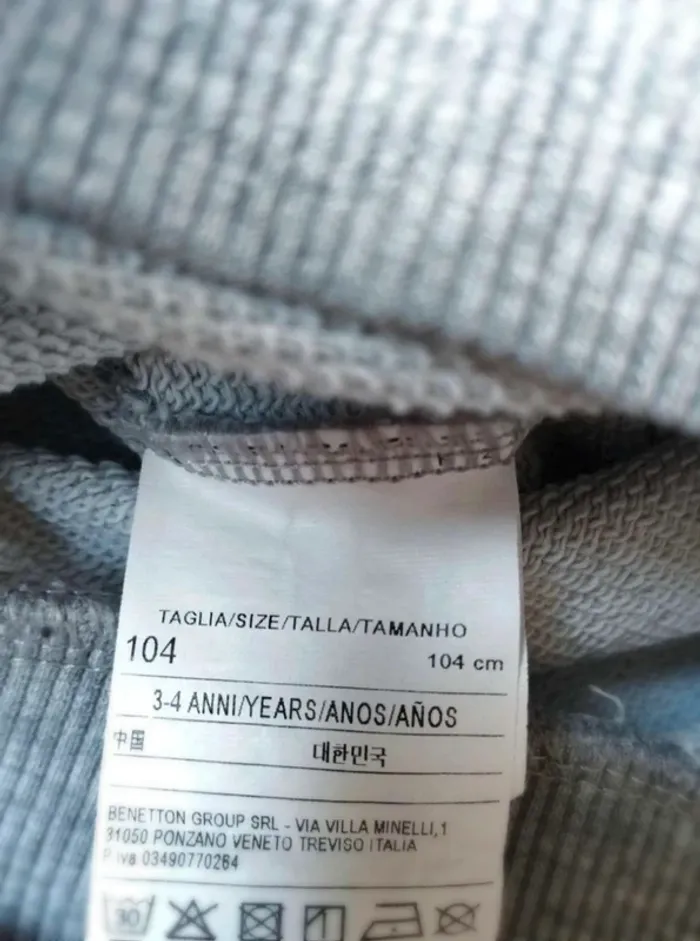 TAGLIA/SIZE/TALLA/TAMANHO
104 104 cm
3-4 ANNI/YEARS/ANOS/AÑOS
中国 대한민국
BENETTON GROUP SRL - VIA VILLA MINELLI,1
31050 PONZANO VENETO TREVISO ITALIA
P iva 03490770264
30